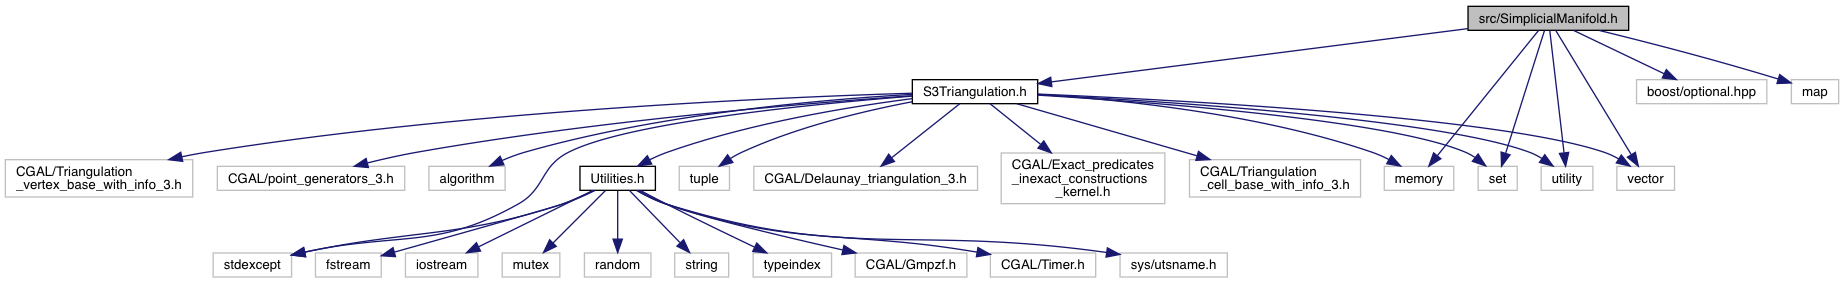 src/SimplicialManifold.h
S3Triangulation.h
boost/optional.hpp
map
CGAL/Triangulation
_vertex_base_with_info_3.h
CGAL/point_generators_3.h
algorithm
Utilities.h
tuple
CGAL/Delaunay_triangulation_3.h
CGAL/Exact_predicates
_inexact_constructions
_kernel.h
CGAL/Triangulation
_cell_base_with_info_3.h
memory
set
utility
vector
stdexcept
fstream
iostream
mutex
random
string
typeindex
CGAL/Gmpzf.h
CGAL/Timer.h
sys/utsname.h